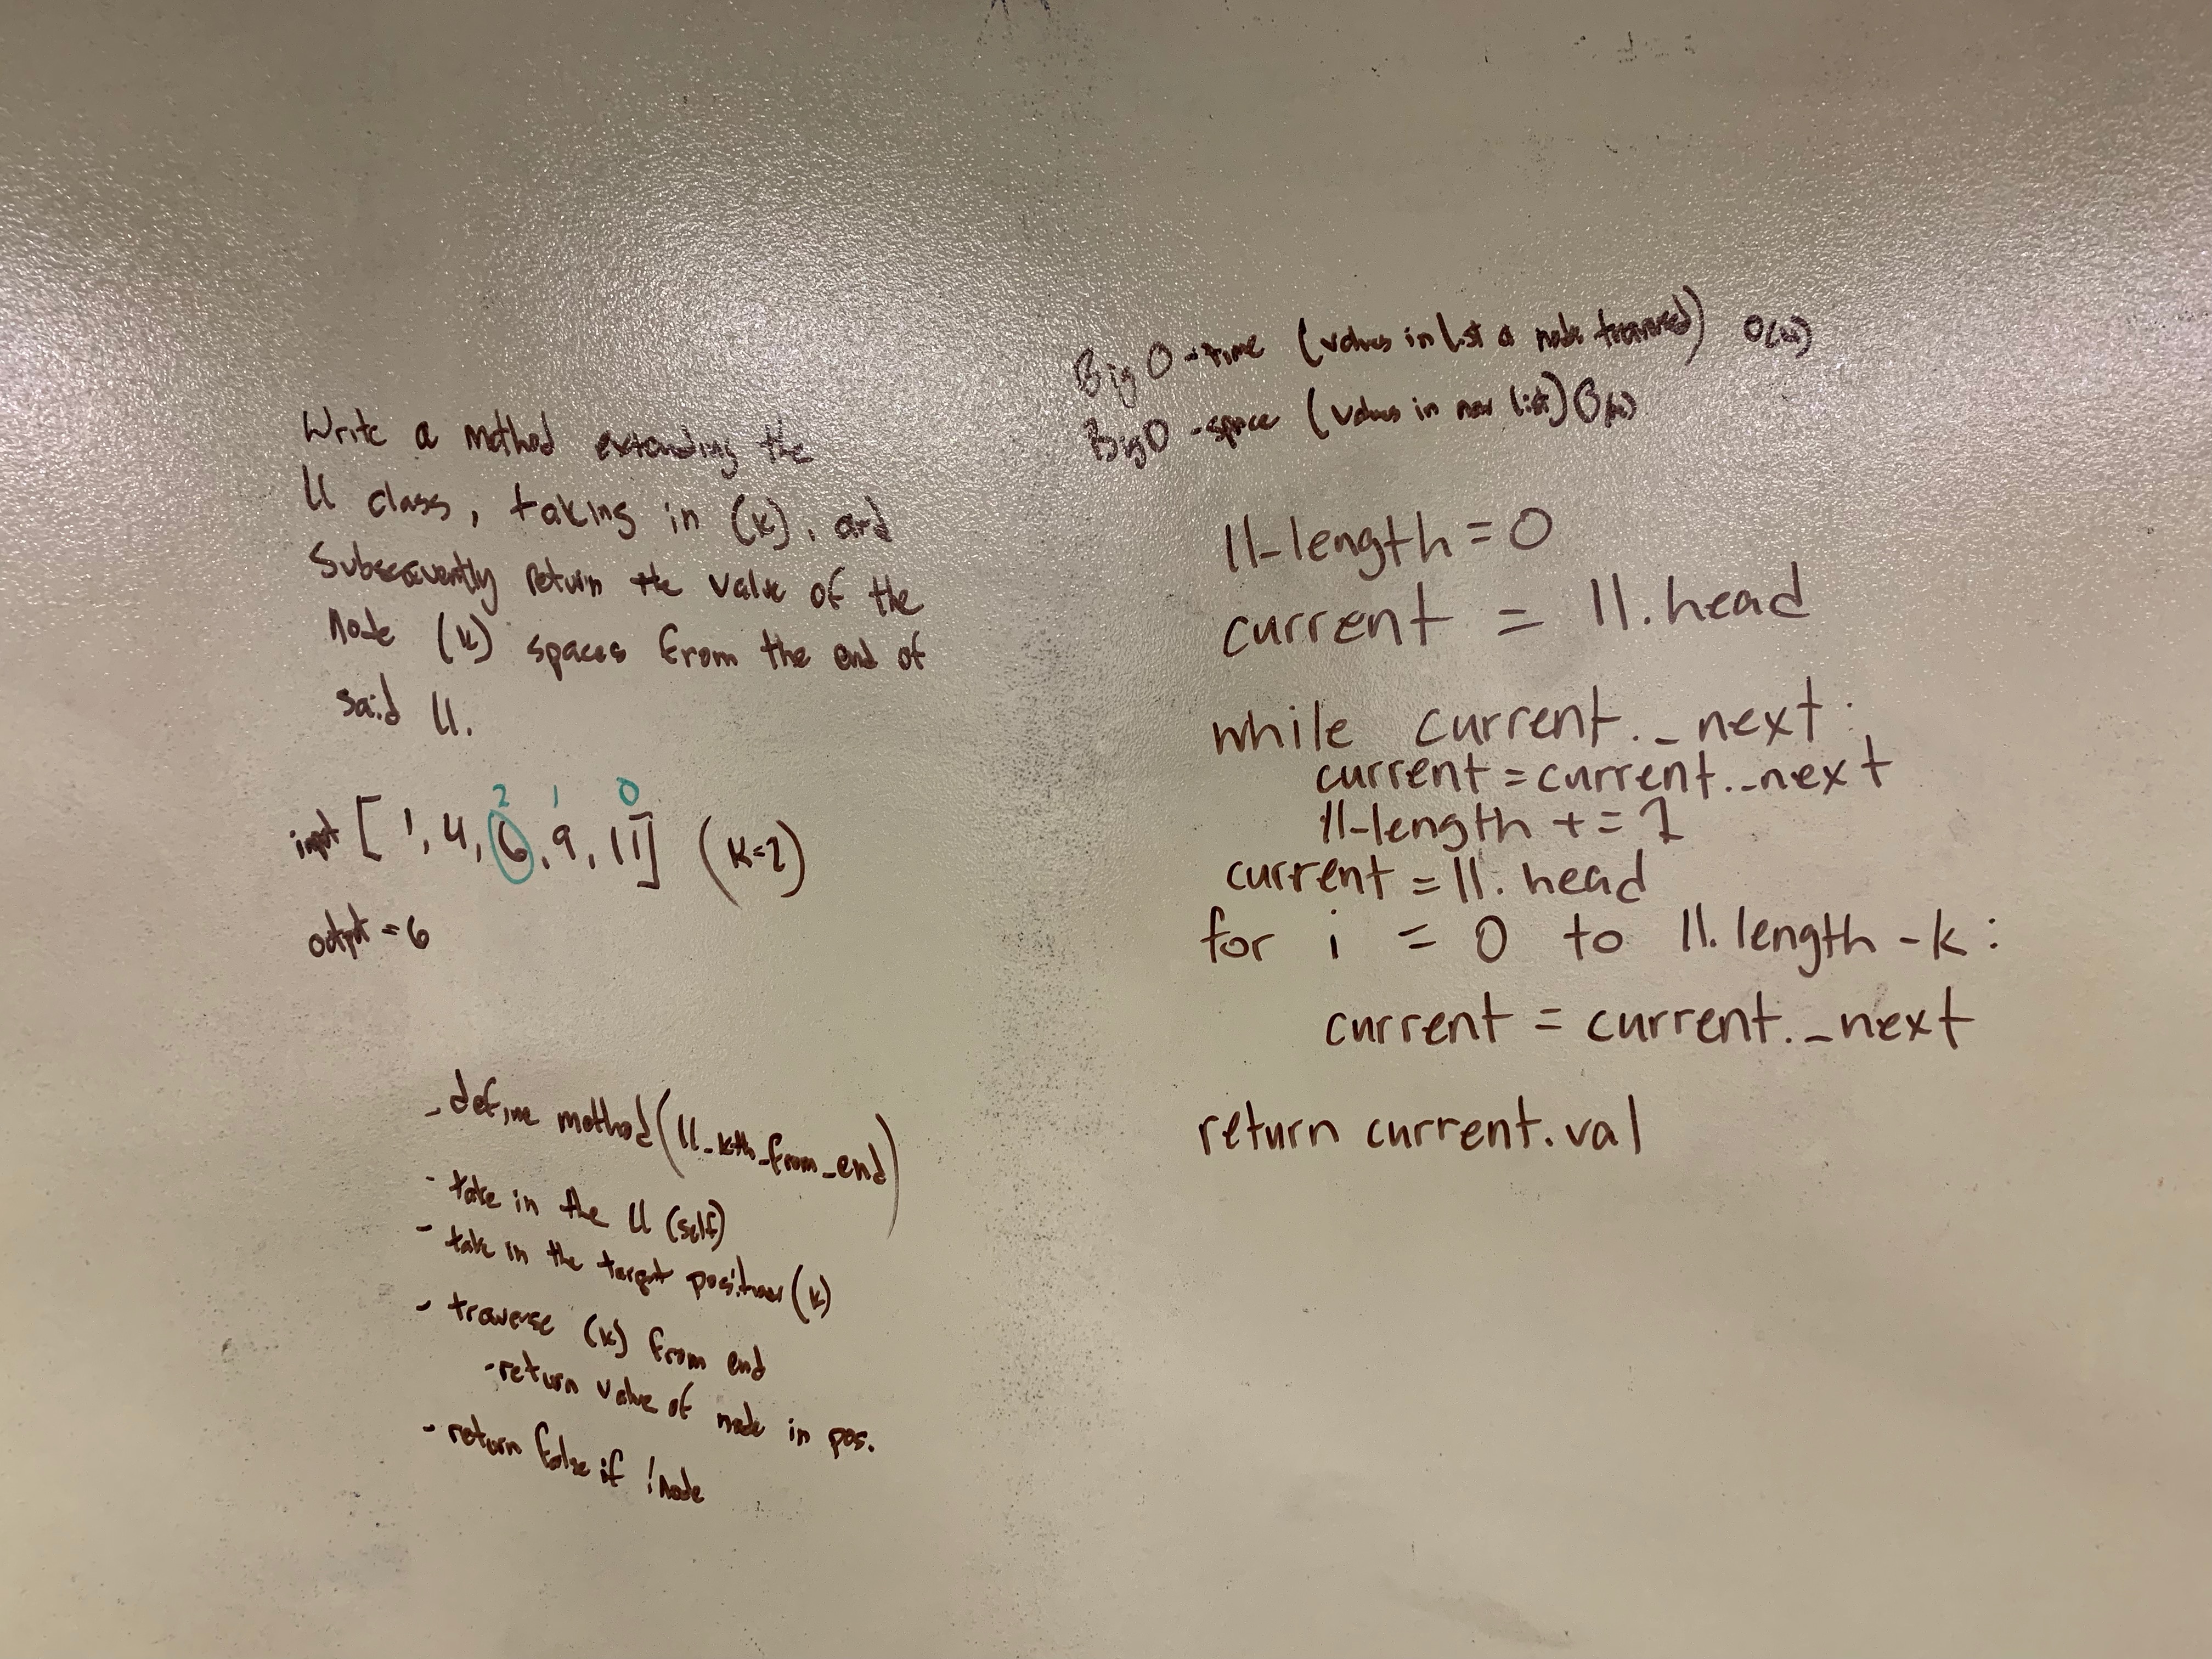 Write a method extending the
ll class, taking in (k), and
Subsequently return the value of the
node (k) spaces from the end of
said ll.
2 1 0
input [ 1, 4, 6, 9, 11] (k=2)
output = 6
- define method (ll_kth_from_end)
- take in the ll (self)
- take in the target position (k)
- traverse (k) from end
- return value of node in pos.
- return false if !node
Big O - time (values in list a node traversed)
Big O - space (values in new list)
ll-length = 0
current = ll.head
while current._next:
current = current._next
ll-length += 1
current = ll.head
for i = 0 to ll.length - k:
current = current._next
return current.val